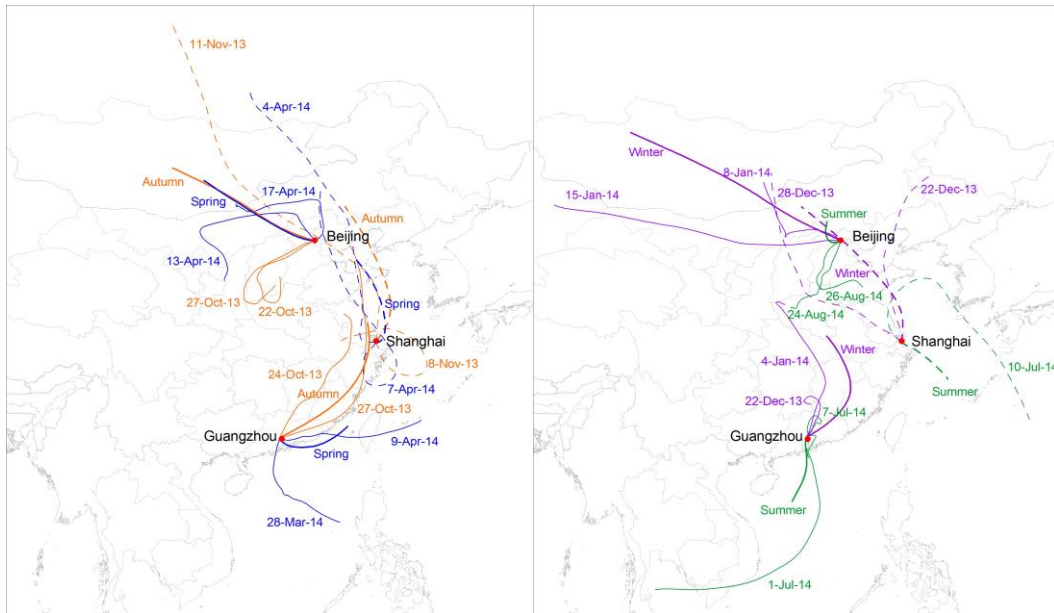 11-Nov-13
4-Apr-14
Autumn
17-Apr-14
Spring
Autumn
Beijing
13-Apr-14
27-Oct-13
22-Oct-13
Spring
Shanghai
8-Nov-13
24-Oct-13
7-Apr-14
Autumn
27-Oct-13
Guangzhou
9-Apr-14
Spring
28-Mar-14
Winter
8-Jan-14
15-Jan-14
28-Dec-13
22-Dec-13
Summer
Beijing
Winter
26-Aug-14
24-Aug-14
Shanghai
4-Jan-14
Winter
10-Jul-14
Summer
22-Dec-13
7-Jul-14
Guangzhou
Summer
1-Jul-14